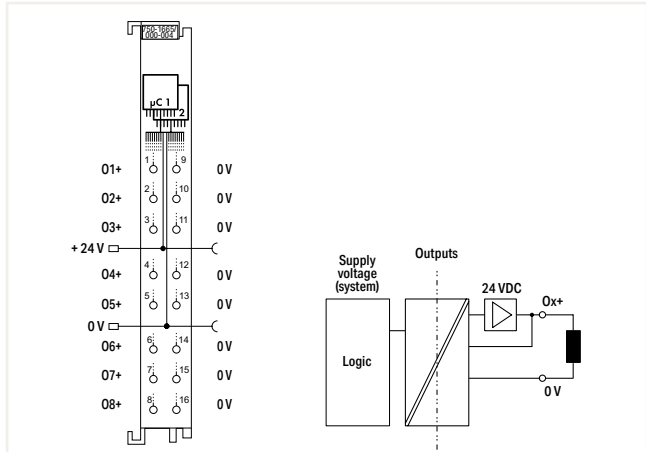 750-1665/
000-004
µC 1
2
1 9
O1+ 0 V
2 10
O2+ 0 V
3 11
O3+ 0 V
+ 24 V
4 12
O4+ 0 V
5 13
O5+ 0 V
0 V
6 14
O6+ 0 V
7 15
O7+ 0 V
8 16
O8+ 0 V
Supply
voltage
(system)
Outputs
24 VDC
Ox+
Logic
0 V